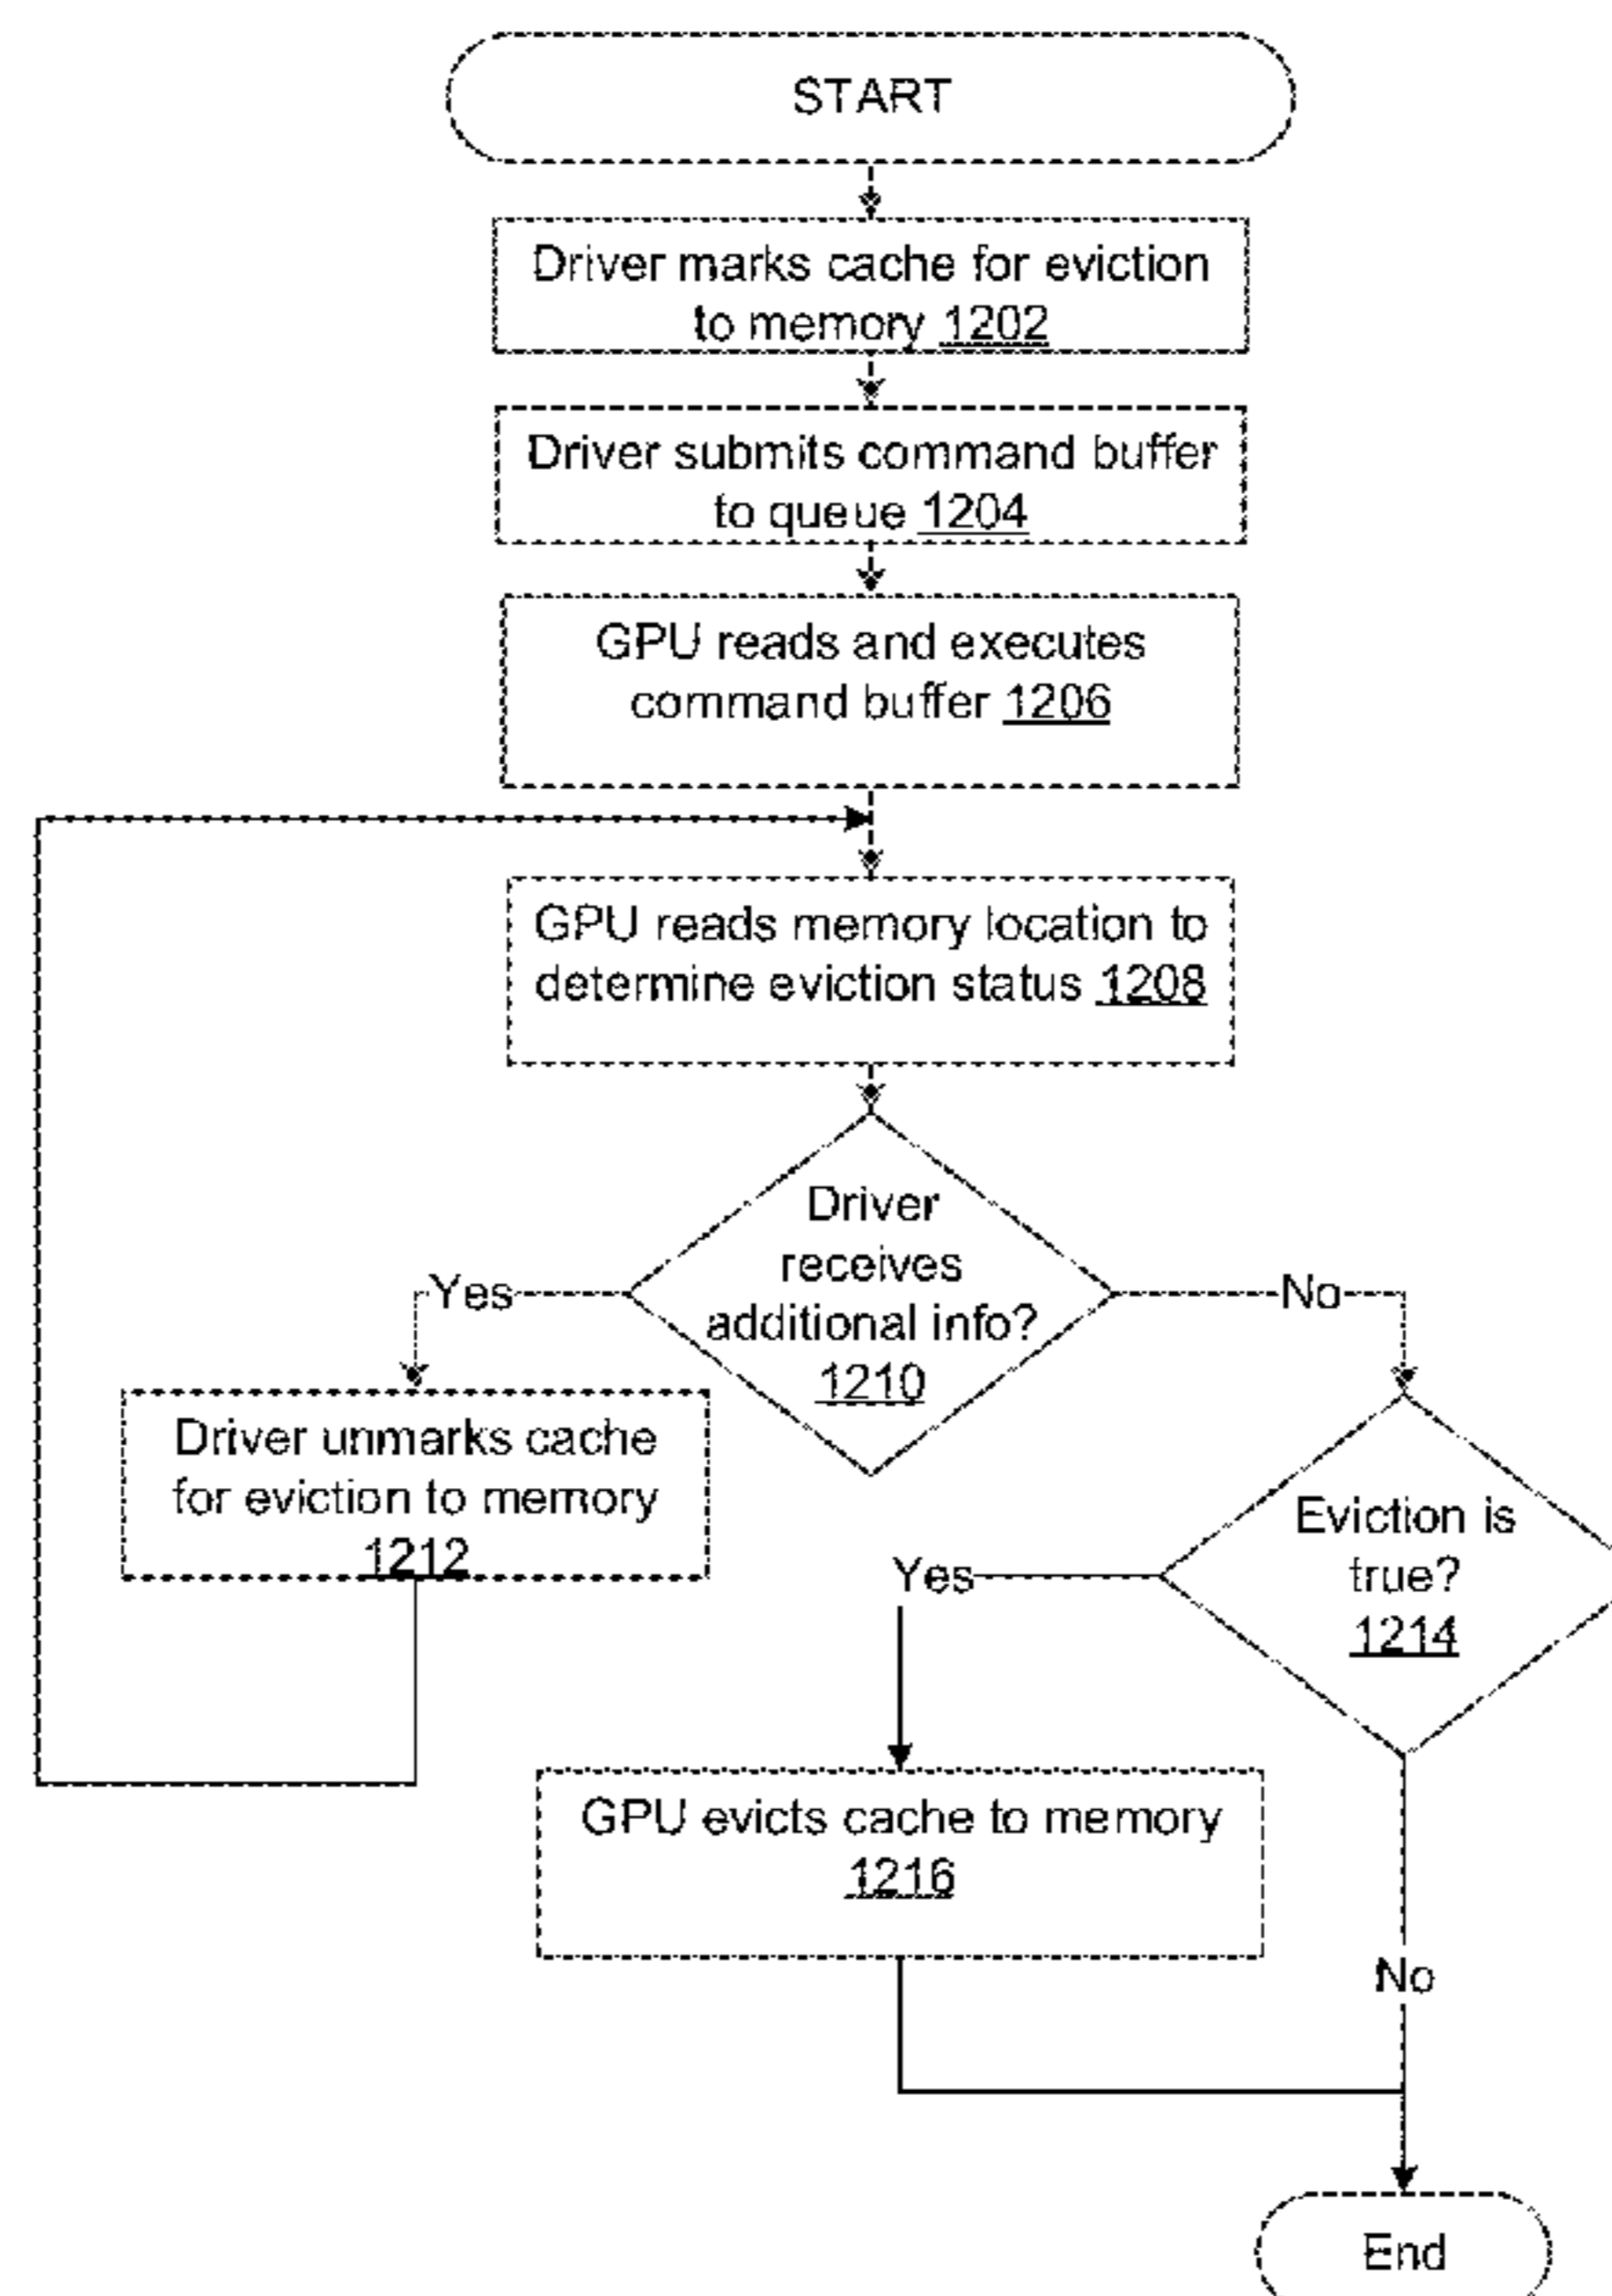 START
Driver marks cache for eviction
to memory 1202
Driver submits command buffer
to queue 1204
GPU reads and executes
command buffer 1206
GPU reads memory location to
determine eviction status 1208
Driver
receives
additional info?
1210
Yes
No
Driver unmarks cache
for eviction to memory
1212
Eviction is
true?
1214
Yes
GPU evicts cache to memory
1216
No
End